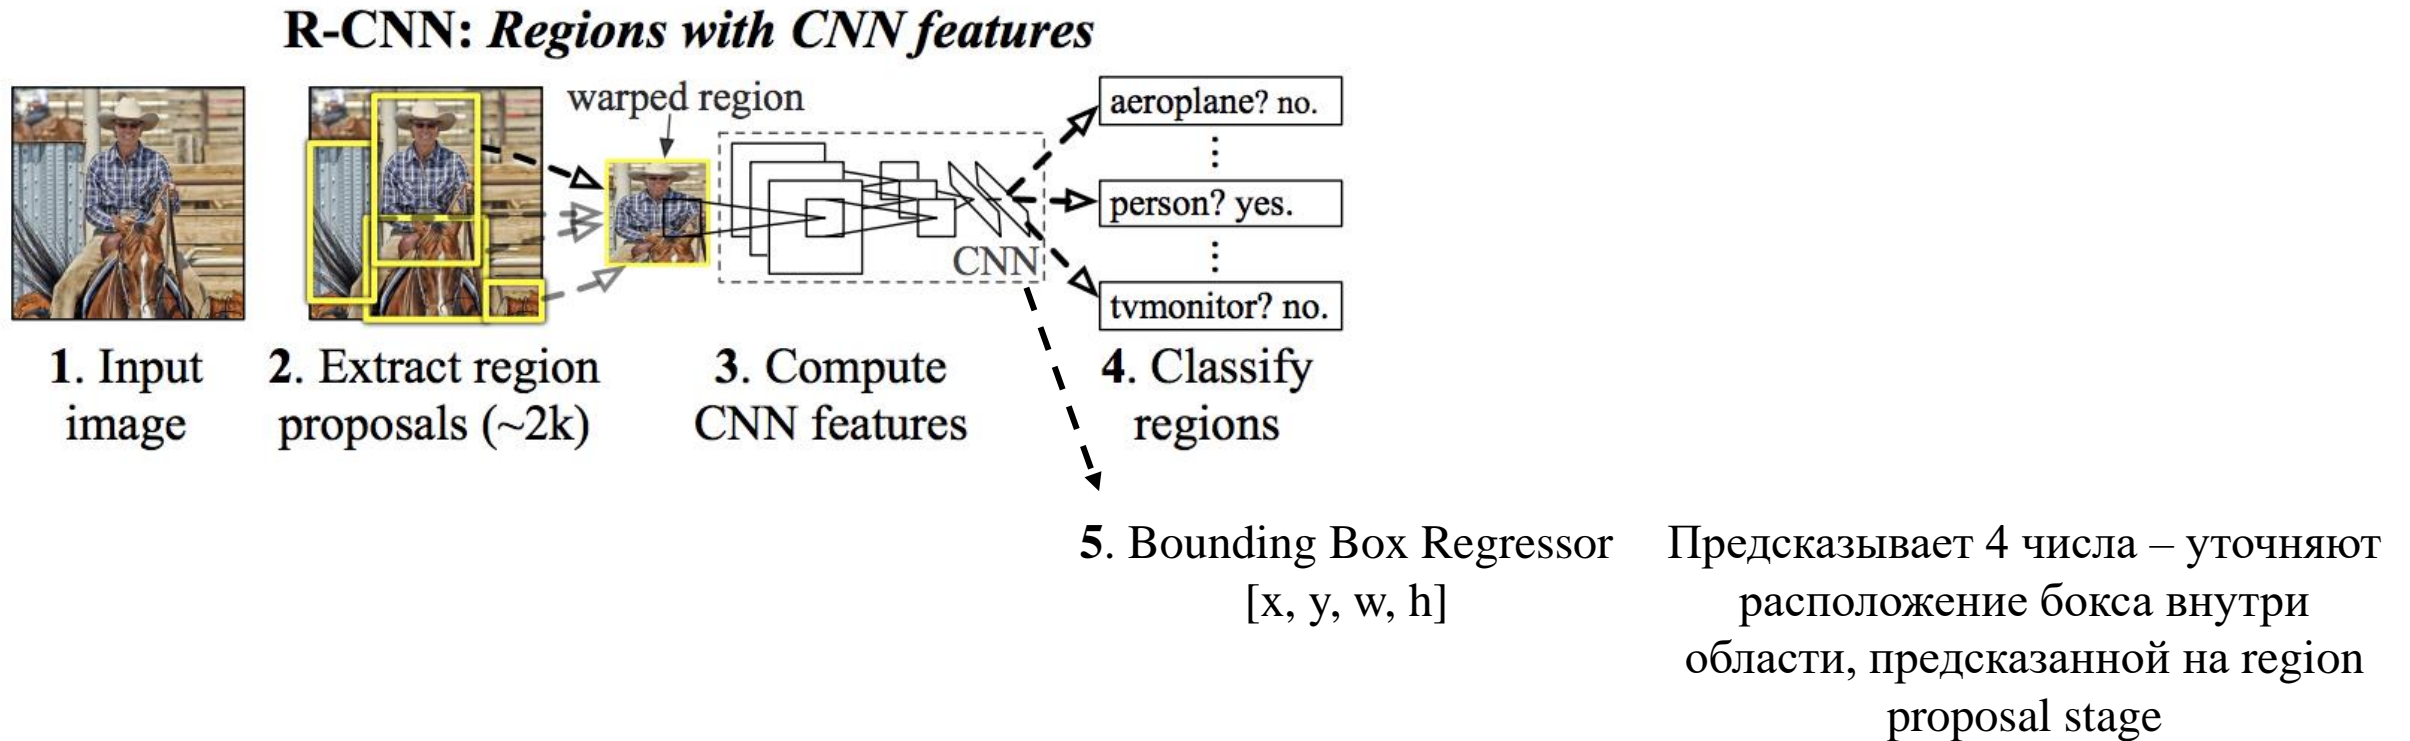 R-CNN: Regions with CNN features
warped region
aeroplane? no.
⋮
person? yes.
⋮
tvmonitor? no.
CNN
1. Input
image
2. Extract region
proposals (~2k)
3. Compute
CNN features
4. Classify
regions
5. Bounding Box Regressor
[x, y, w, h]
Предсказывает 4 числа – уточняют
расположение бокса внутри
области, предсказанной на region
proposal stage